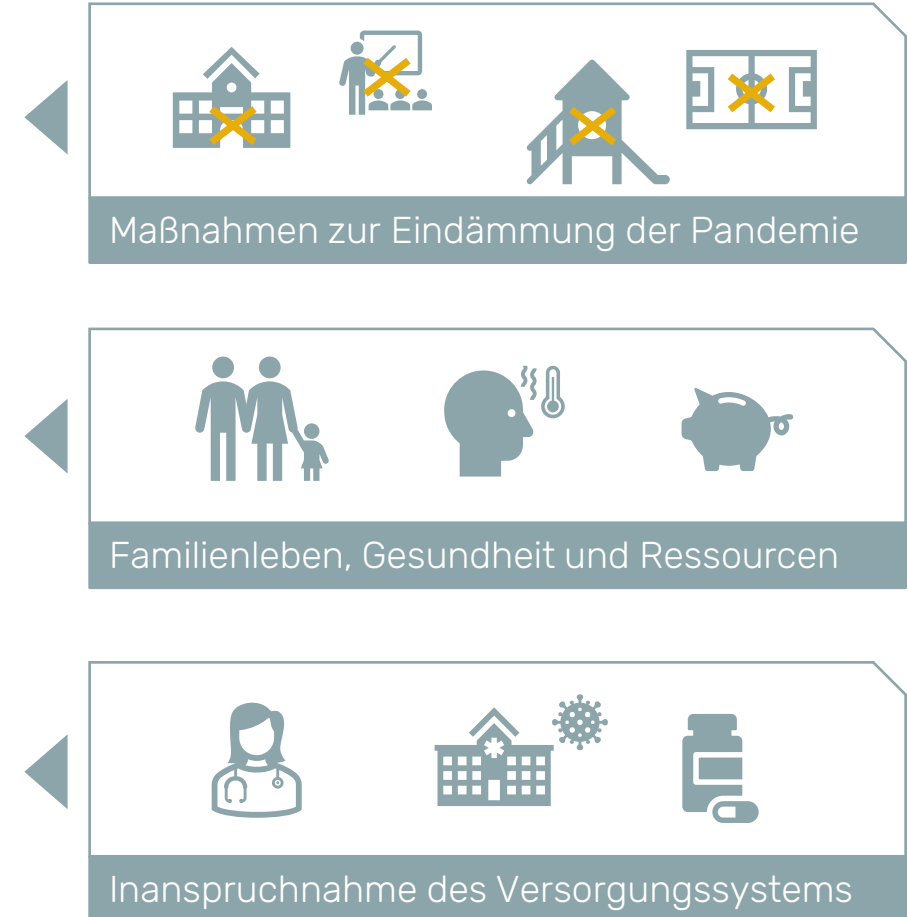 Maßnahmen zur Eindämmung der Pandemie
Familienleben, Gesundheit und Ressourcen
Inanspruchnahme des Versorgungssystems